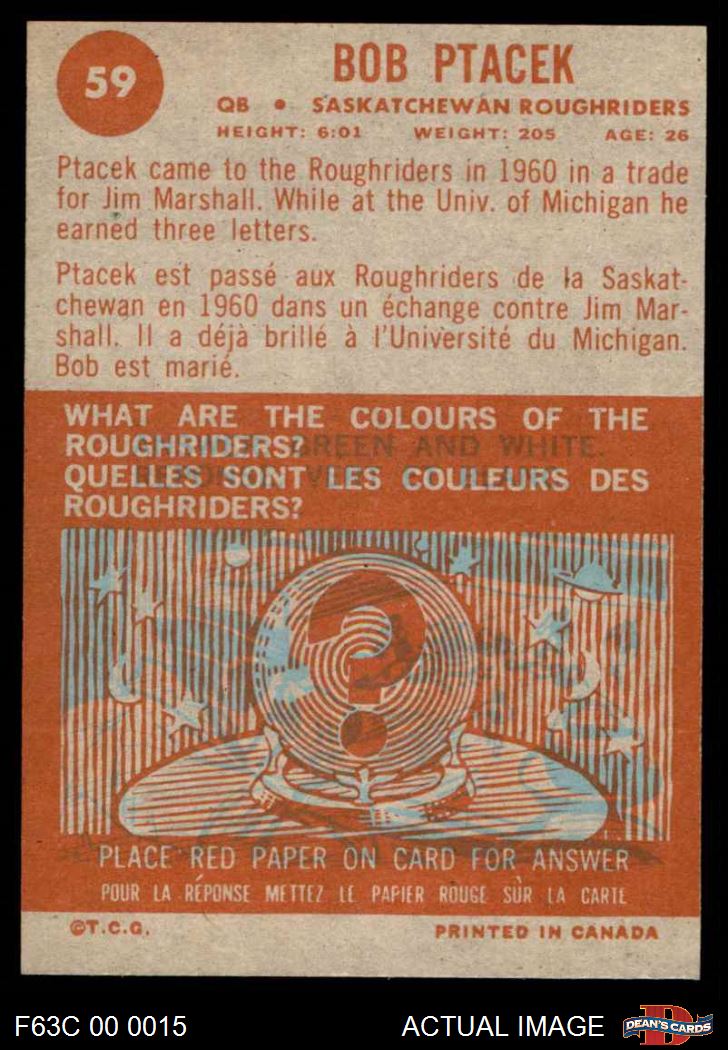 59
BOB PTACEK
QB • SASKATCHEWAN ROUGHRIDERS
HEIGHT: 6:01 WEIGHT: 205 AGE: 26
Ptacek came to the Roughriders in 1960 in a trade
for Jim Marshall. While at the Univ. of Michigan he
earned three letters.
Ptacek est passé aux Roughriders de la Saskat-
chewan en 1960 dans un échange contre Jim Mar-
shall. Il a déjà brillé à l'Université du Michigan.
Bob est marié.
WHAT ARE THE COLOURS OF THE
ROUGHRIDERS?
GREEN AND WHITE.
QUELLES SONT LES COULEURS DES
ROUGHRIDERS?
?
PLACE RED PAPER ON CARD FOR ANSWER
POUR LA RÉPONSE METTEZ LE PAPIER ROUGE SUR LA CARTE
©T.C.G. PRINTED IN CANADA
F63C 00 0015 ACTUAL IMAGE
D
DEAN'S CARDS